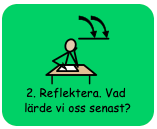 2. Reflektera. Vad
lärde vi oss senast?